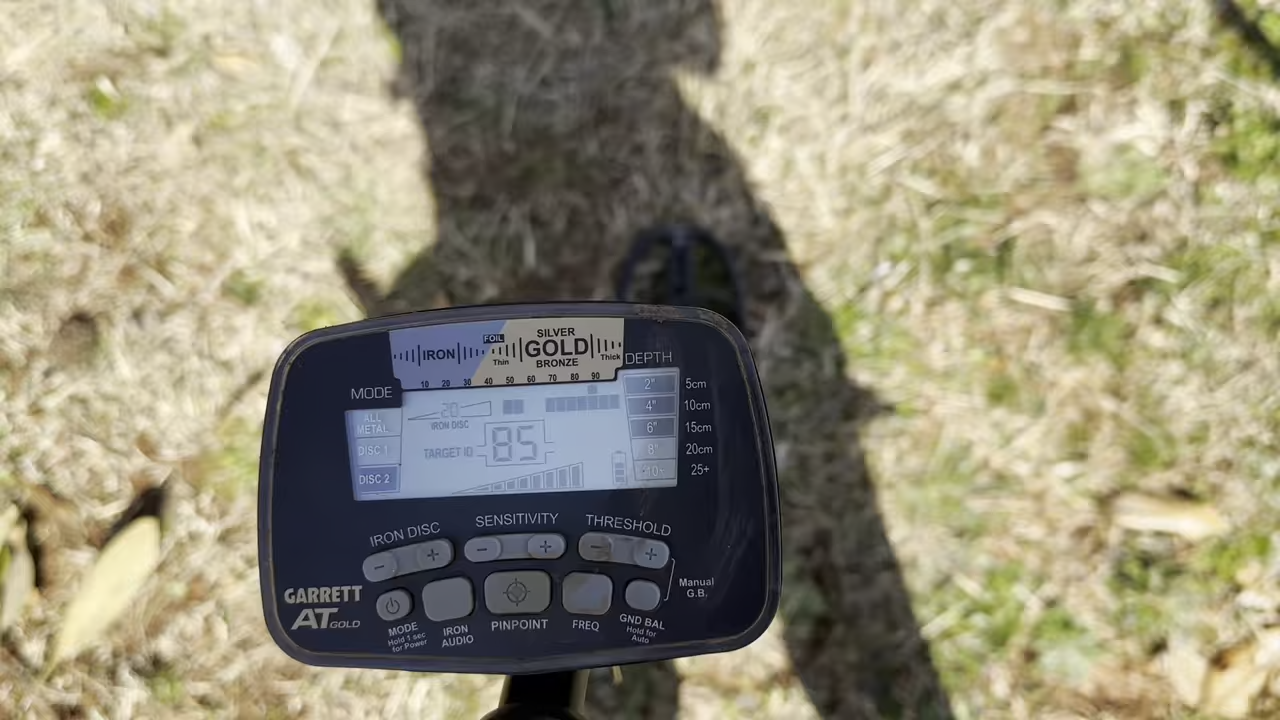 FOIL
SILVER
IRON
GOLD
Thin
BRONZE
Thick
10 20 30 40 50 60 70 80 90
DEPTH
MODE
2" 5cm
4" 10cm
6" 15cm
8" 20cm
10+ 25+
ALL
METAL
DISC 1
DISC 2
20
IRON DISC
TARGET ID 85
IRON DISC
SENSITIVITY
THRESHOLD
- +
- +
- +
Manual
G.B.
GARRETT
AT GOLD
MODE
Hold 1 sec
for Power
IRON
AUDIO
PINPOINT
FREQ
GND BAL
Hold for
Auto